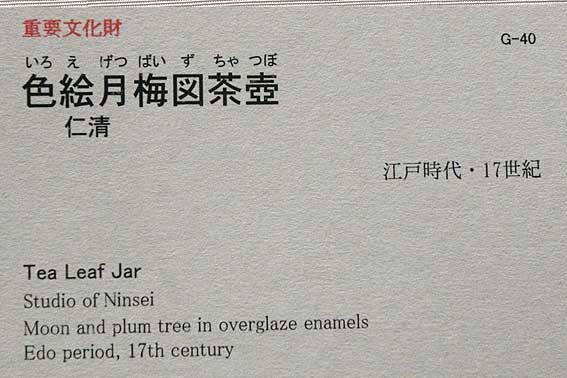 重要文化財
G-40
いろ え げつ ばい ず ちゃ つぼ
色絵月梅図茶壺
仁清
江戸時代・17世紀
Tea Leaf Jar
Studio of Ninsei
Moon and plum tree in overglaze enamels
Edo period, 17th century